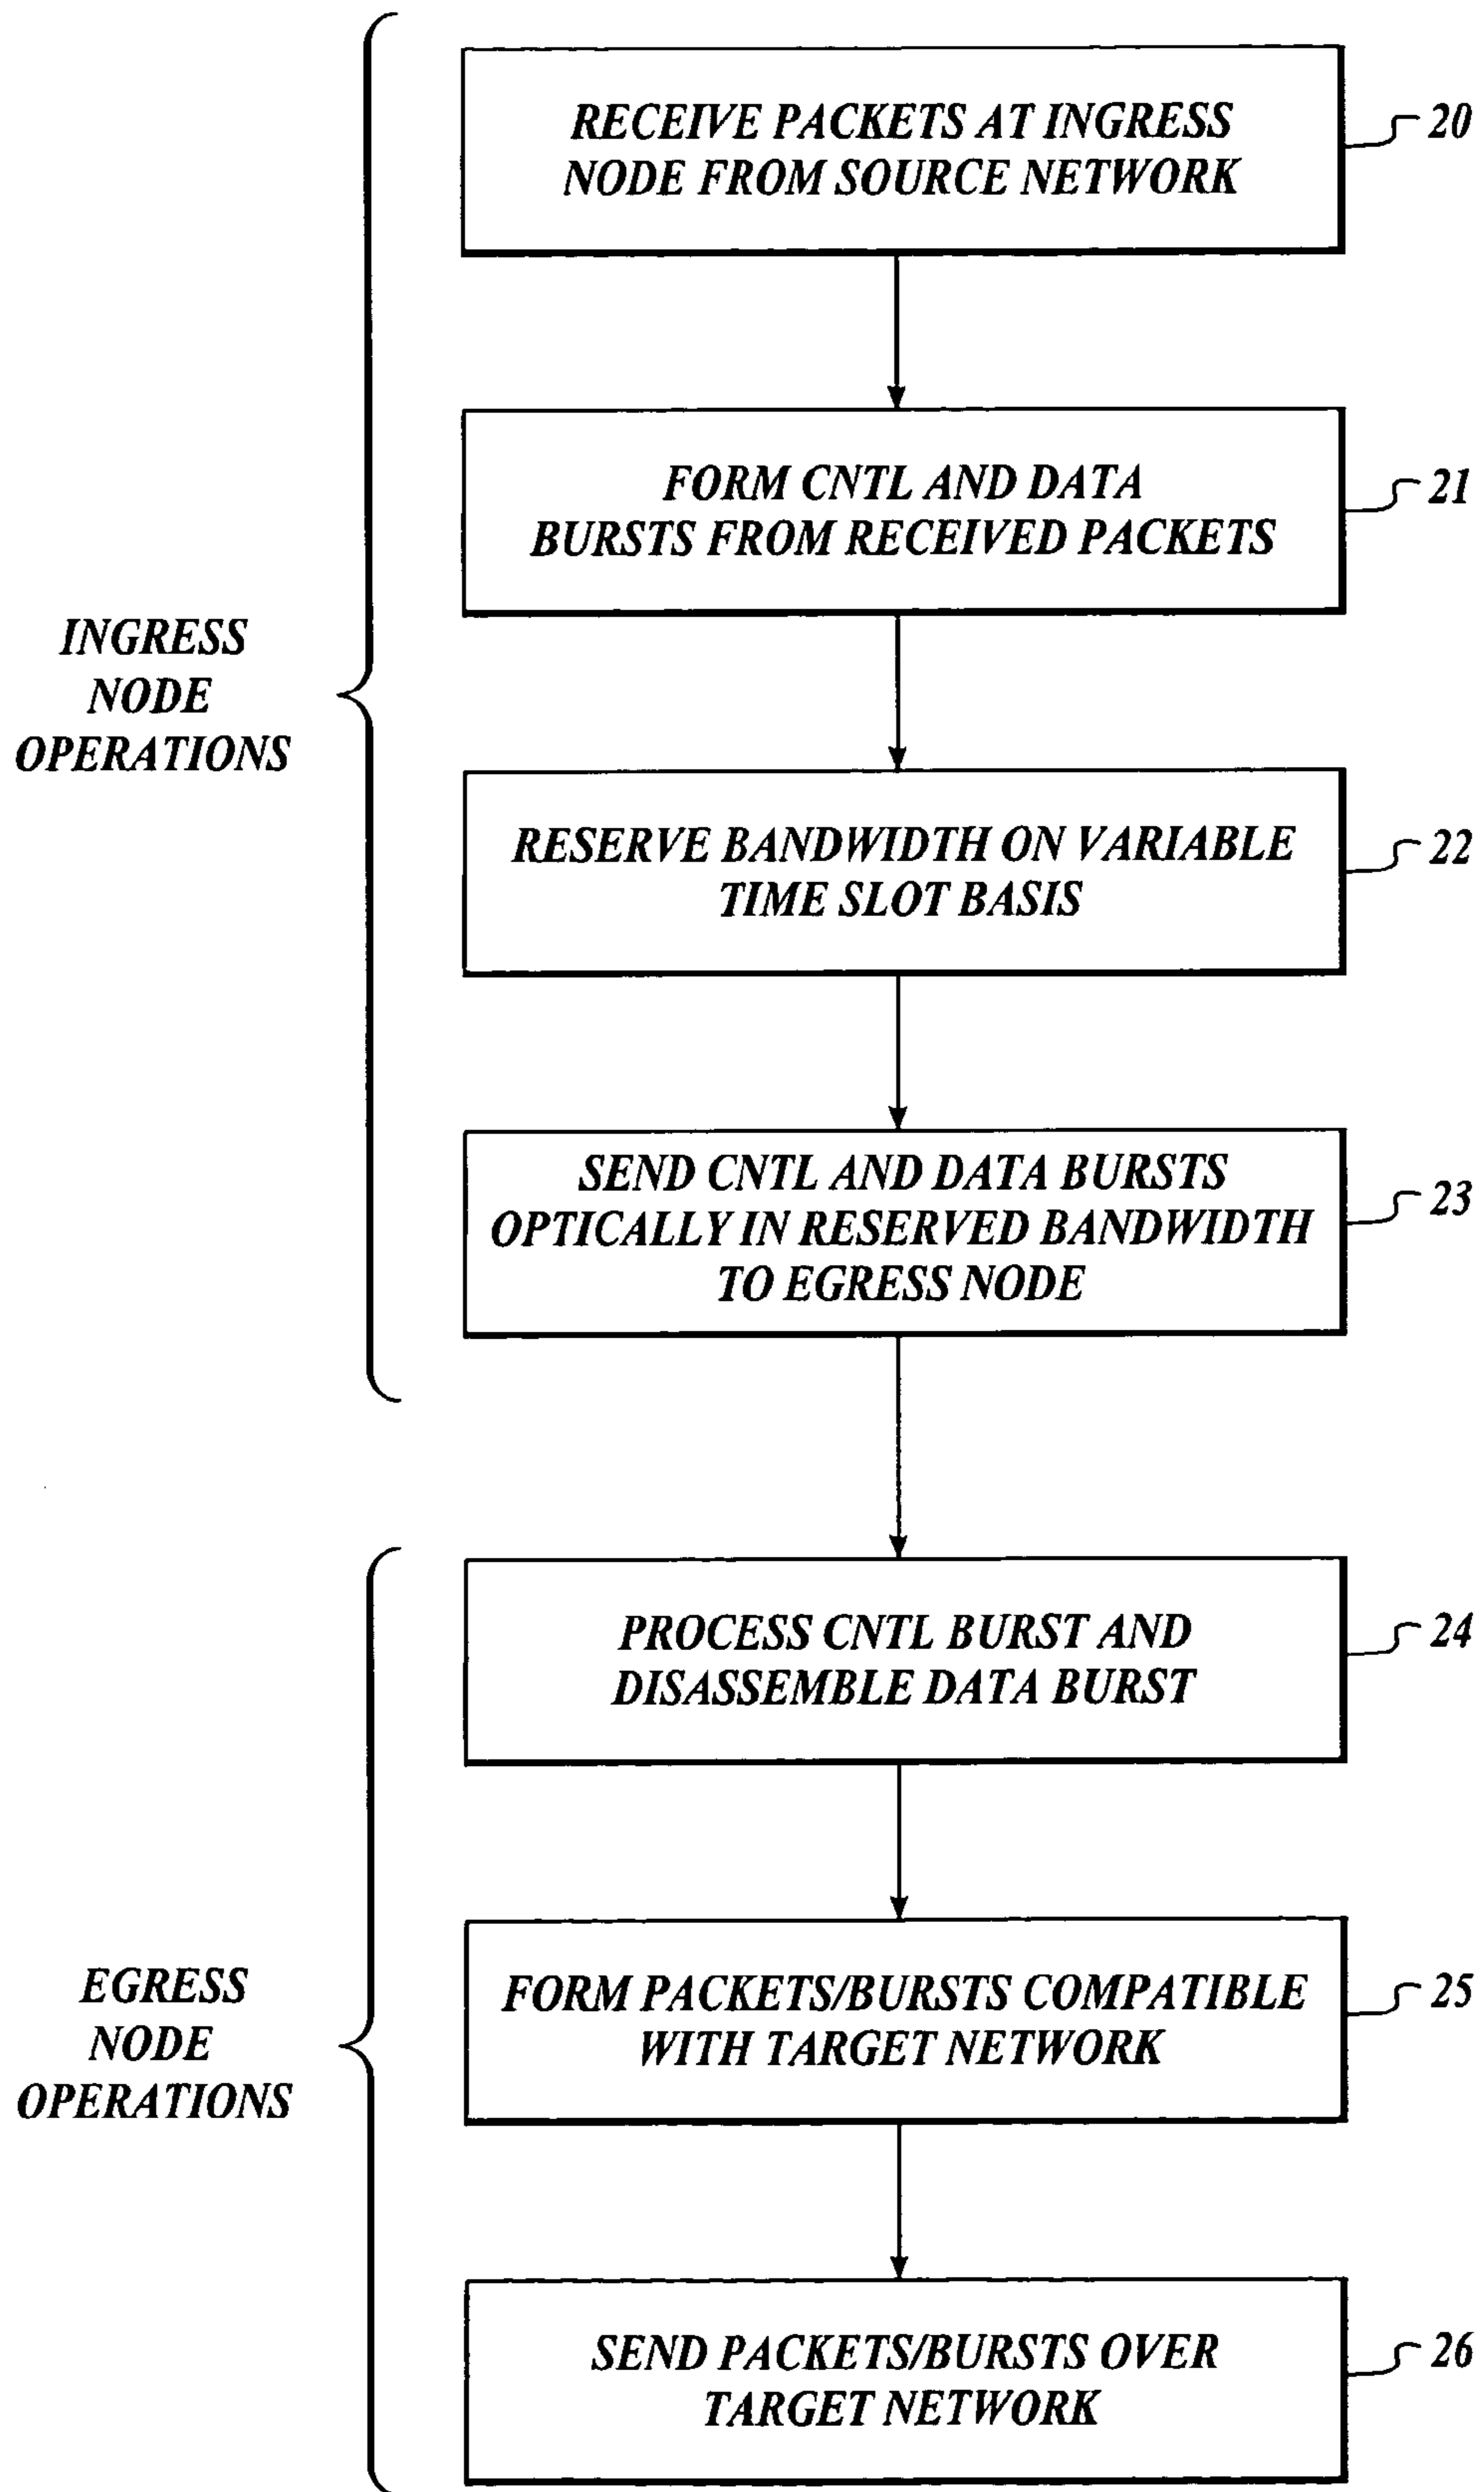 RECEIVE PACKETS AT INGRESS
NODE FROM SOURCE NETWORK
20
FORM CNTL AND DATA
BURSTS FROM RECEIVED PACKETS
21
INGRESS
NODE
OPERATIONS
RESERVE BANDWIDTH ON VARIABLE
TIME SLOT BASIS
22
SEND CNTL AND DATA BURSTS
OPTICALLY IN RESERVED BANDWIDTH
TO EGRESS NODE
23
PROCESS CNTL BURST AND
DISASSEMBLE DATA BURST
24
EGRESS
NODE
OPERATIONS
FORM PACKETS/BURSTS COMPATIBLE
WITH TARGET NETWORK
25
SEND PACKETS/BURSTS OVER
TARGET NETWORK
26